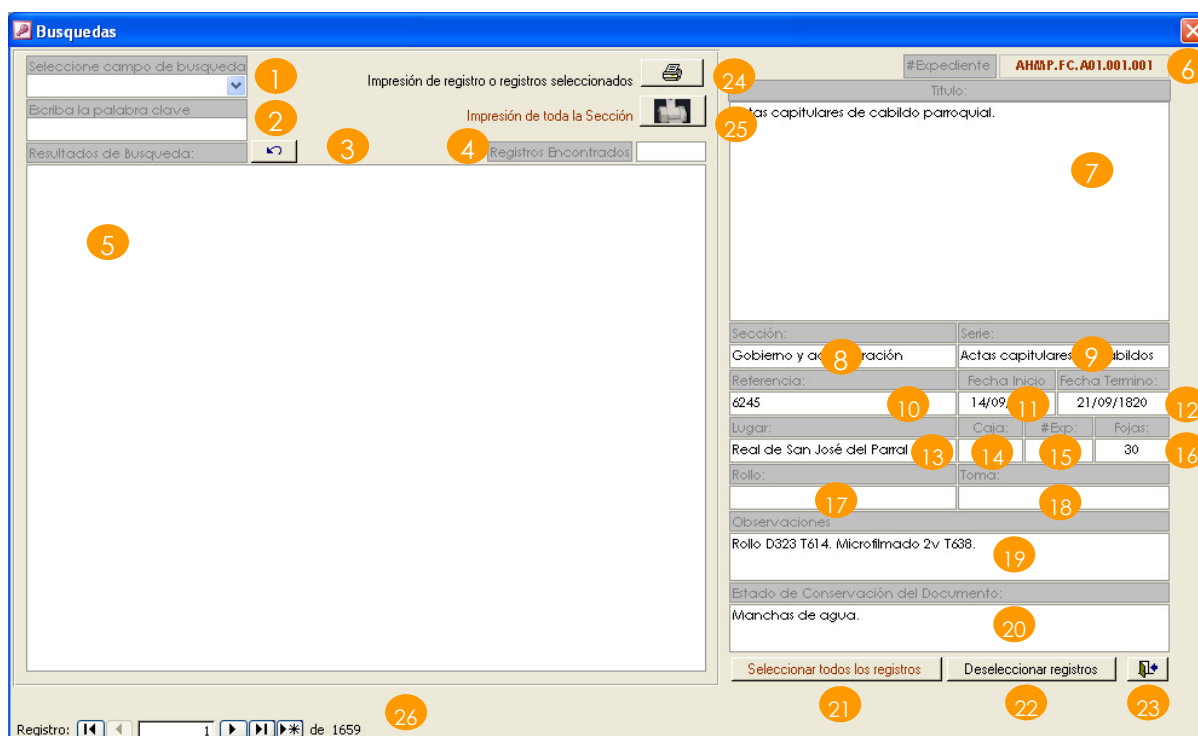 Busquedas
Seleccione campo de busqueda
1
Escriba la palabra clave
2
Resultados de Busqueda:
3
Impresión de registro o registros seleccionados
24
Impresión de toda la Sección
25
4
Registros Encontrados
5
#Expediente
AHMP.FC.A01.001.001
6
Titulo:
capitulares de cabildo parroquial.
7
Sección:
Serie:
Gobierno y
8
Actas capitulares
9
Referencia:
Fecha Inicio
Fecha Termino:
6245
10
14/09/
11
21/09/1820
12
Lugar:
Caja:
#Exp:
Fojas:
Real de San José del Parral
13
14
15
30
16
Rollo:
Toma:
17
18
Observaciones
Rollo D323 T614. Microfilmado 2v T638.
19
Estado de Conservación del Documento:
Manchas de agua.
20
Seleccionar todos los registros
Deseleccionar registros
21
22
23
26
Registro:
1
de 1659